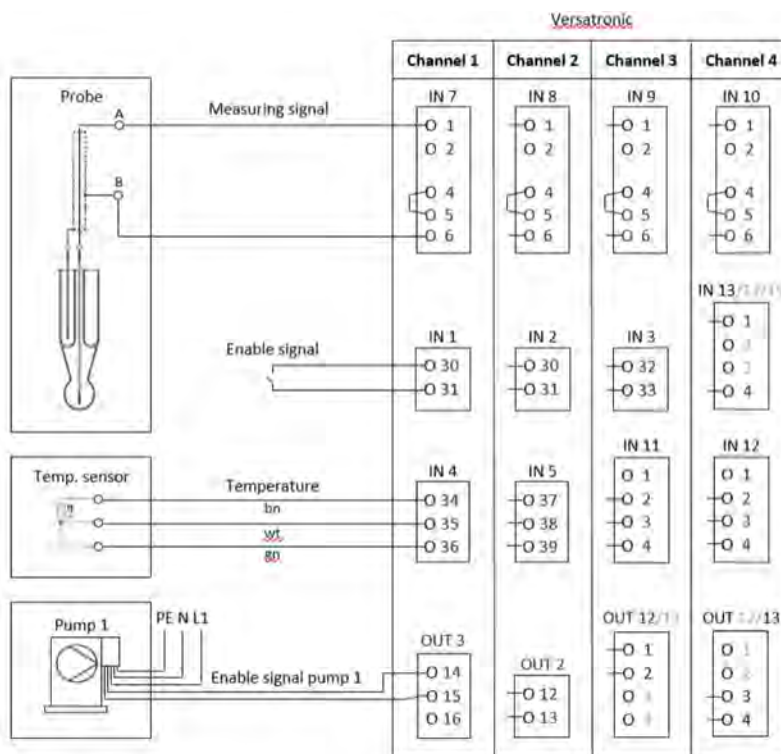 Versatronic
Channel 1 Channel 2 Channel 3 Channel 4
Probe
A
B
Measuring signal
IN 7
1
2
4
5
6
IN 8
1
2
4
5
6
IN 9
1
2
4
5
6
IN 10
1
2
4
5
6
Enable signal
IN 1
30
31
IN 2
30
31
IN 3
32
33
IN 13
1
4
Temp. sensor
Temperature
bn
wt
gn
IN 4
34
35
36
IN 5
37
38
39
IN 11
1
2
3
4
IN 12
1
2
3
4
Pump 1
PE N L1
Enable signal pump 1
OUT 3
14
15
16
OUT 2
12
13
OUT 12/13
1
2
OUT 12/13
3
4